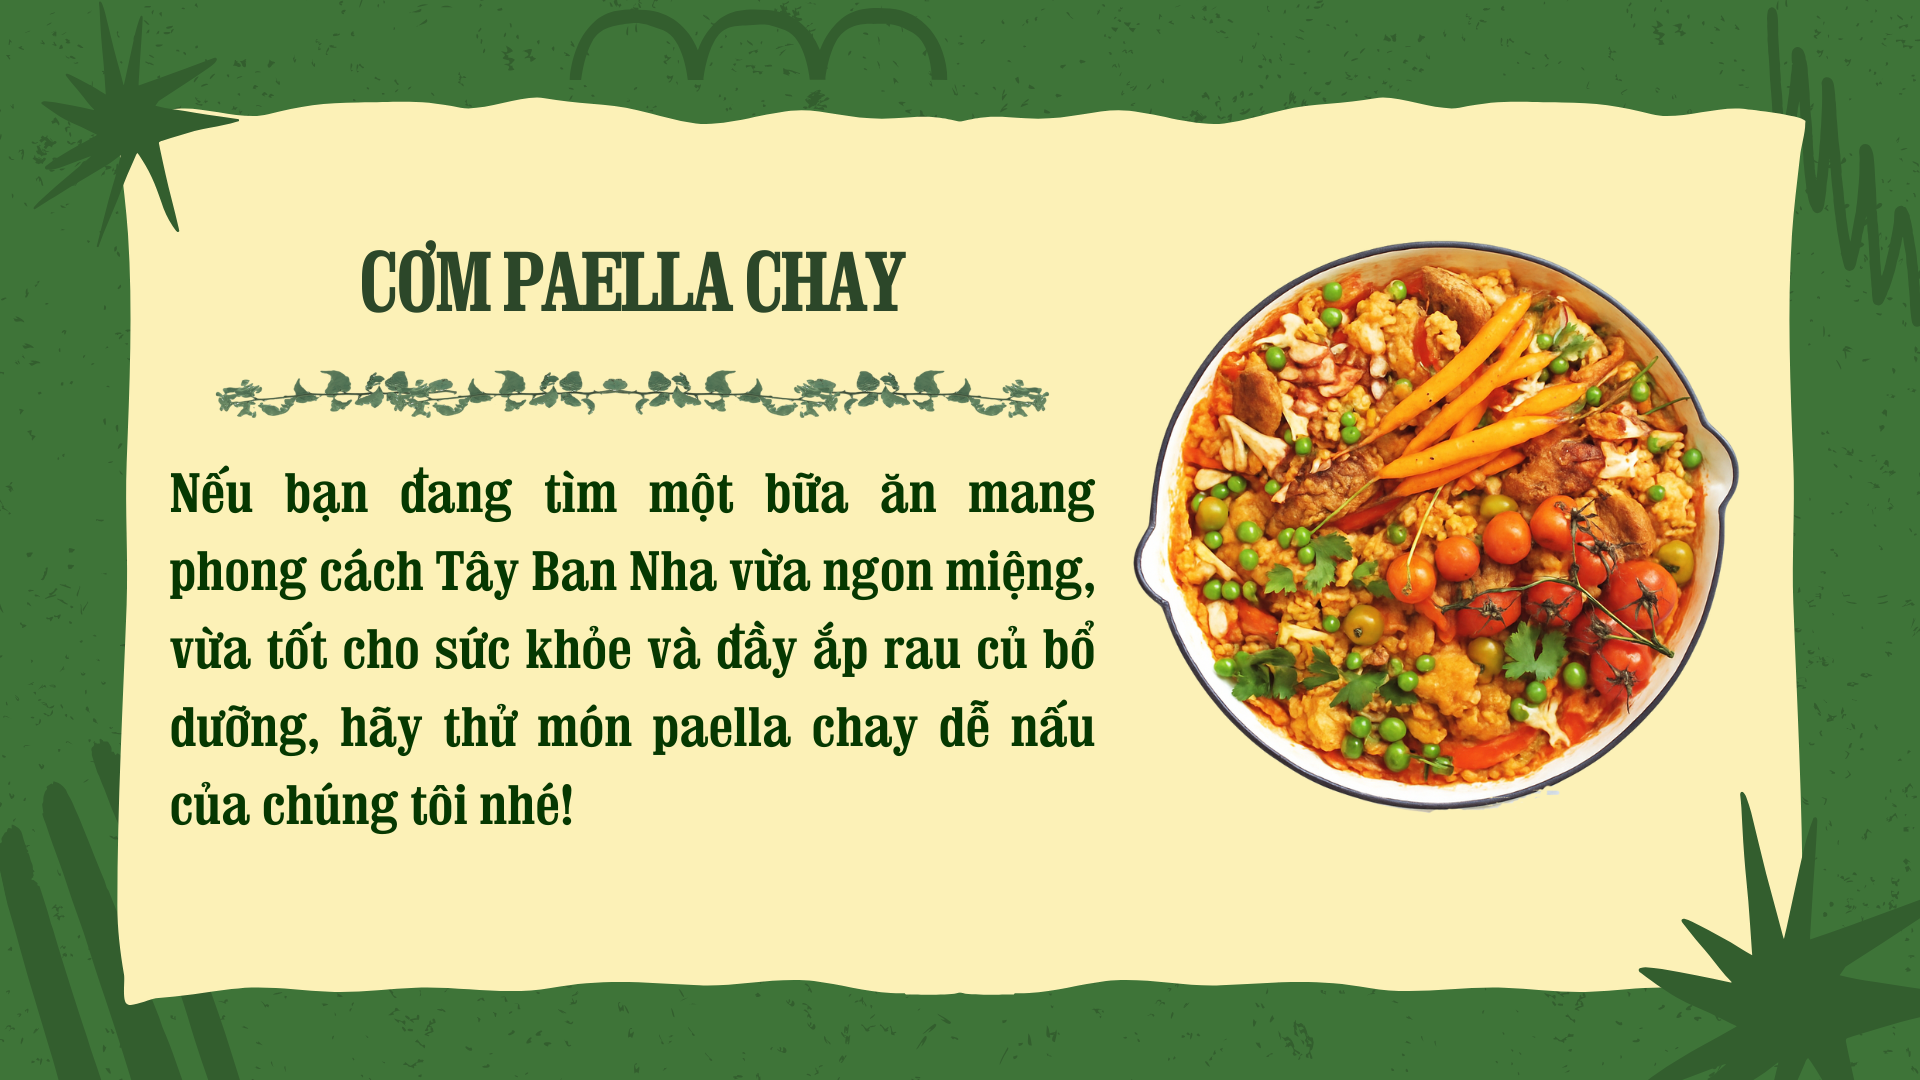 CƠM PAELLA CHAY
Nếu bạn đang tìm một bữa ăn mang
phong cách Tây Ban Nha vừa ngon miệng,
vừa tốt cho sức khỏe và đầy ắp rau củ bổ
dưỡng, hãy thử món paella chay dễ nấu
của chúng tôi nhé!